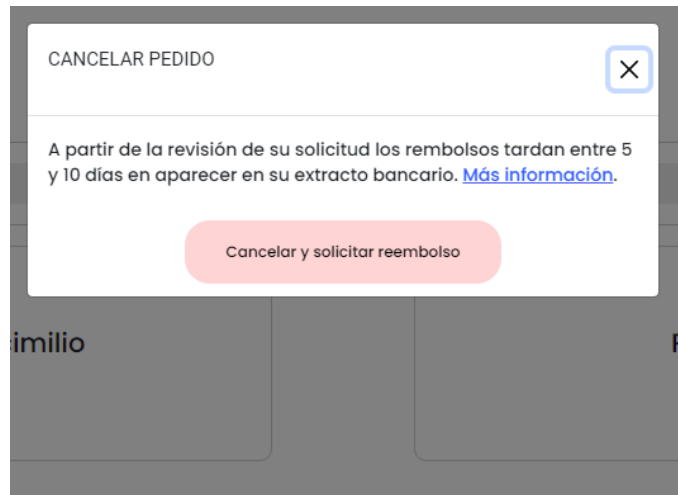 CANCELAR PEDIDO
A partir de la revisión de su solicitud los rembolsos tardan entre 5
y 10 días en aparecer en su extracto bancario. Más información.
Cancelar y solicitar reembolso
imilio